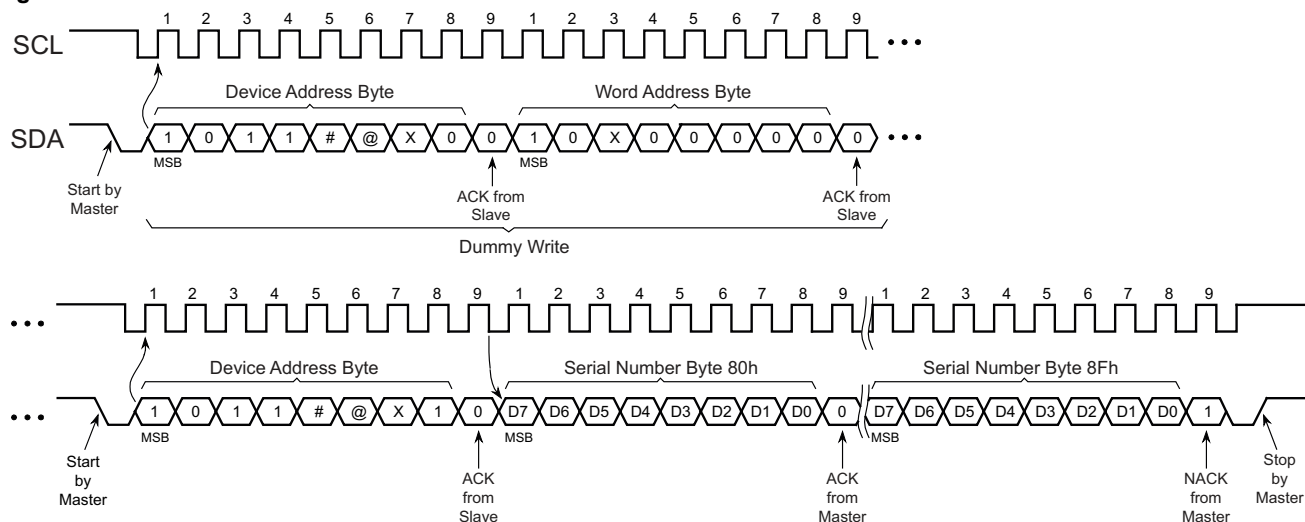 1 2 3 4 5 6 7 8 9 1 2 3 4 5 6 7 8 9
SCL
Device Address Byte Word Address Byte
SDA 1 0 1 1 # @ X 0 0 1 0 X 0 0 0 0 0 0
MSB MSB
Start by
Master
ACK from
Slave
ACK from
Slave
Dummy Write
1 2 3 4 5 6 7 8 9 1 2 3 4 5 6 7 8 9 1 2 3 4 5 6 7 8 9
Device Address Byte Serial Number Byte 80h Serial Number Byte 8Fh
1 0 1 1 # @ X 1 0 D7 D6 D5 D4 D3 D2 D1 D0 0 D7 D6 D5 D4 D3 D2 D1 D0 1
MSB MSB MSB
Start
by
Master
ACK
from
Slave
ACK
from
Master
NACK
from
Master
Stop
by
Master